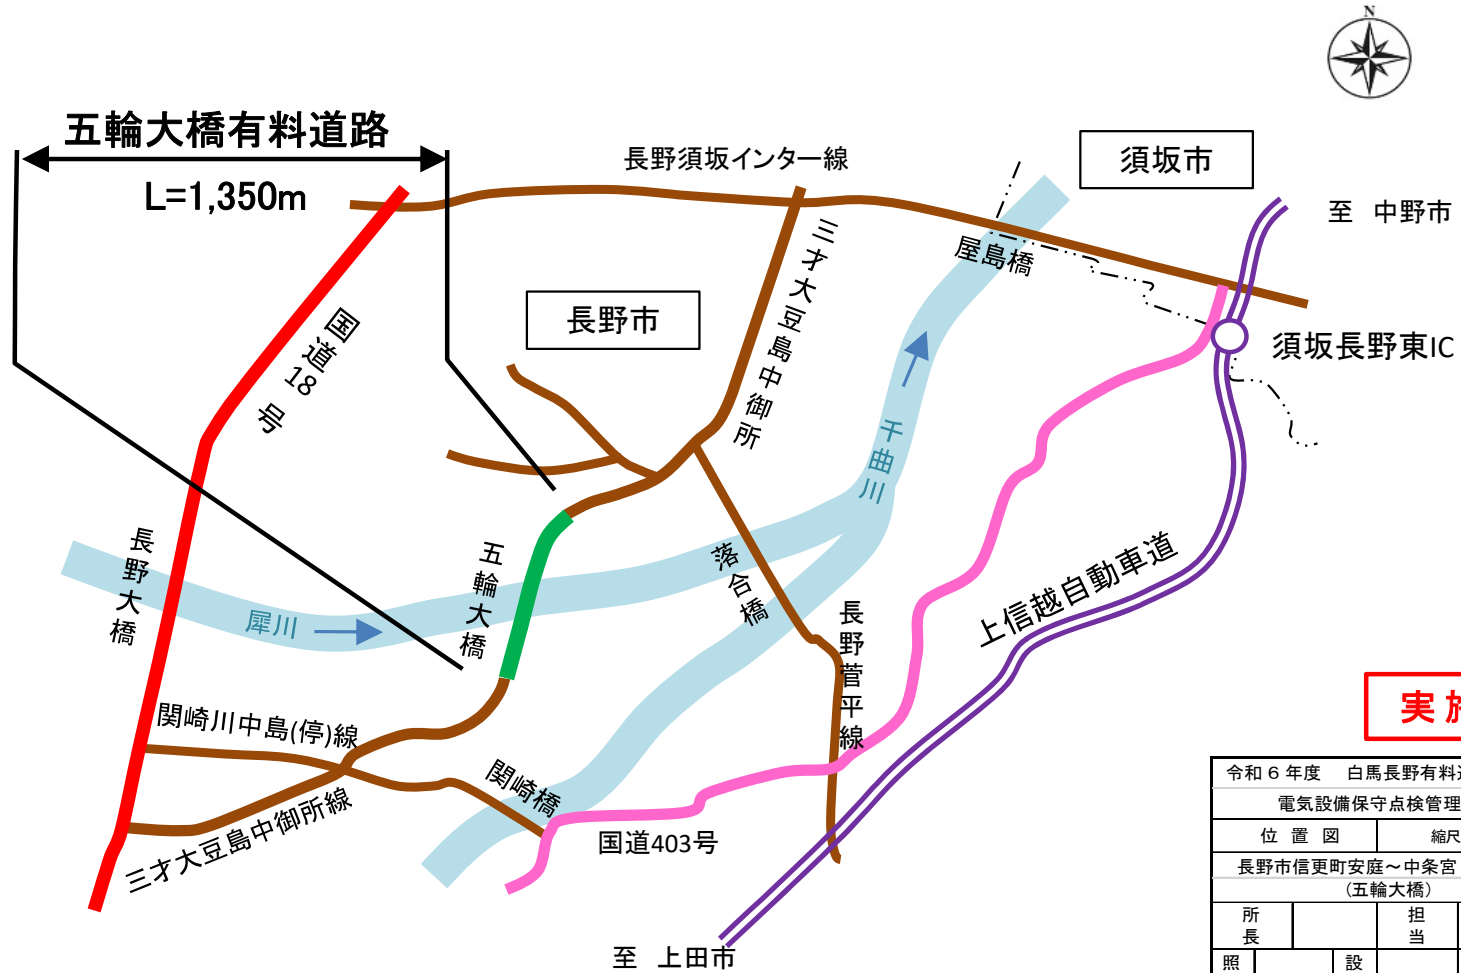 N
五輪大橋有料道路
L=1,350m
長野須坂インター線
須坂市
至 中野市
屋島橋
三才大豆島中御所
長野市
国道18号
須坂長野東IC
千曲川
長野大橋
五輪大橋
落合橋
犀川
上信越自動車道
長野菅平線
関崎川中島(停)線
関崎橋
三才大豆島中御所線
国道403号
至 上田市
実
令和6年度 白馬長野有料
電気設備保守点検管理
位置図 縮尺
長野市信更町安庭～中条宮
(五輪大橋)
所長 担当
照 設